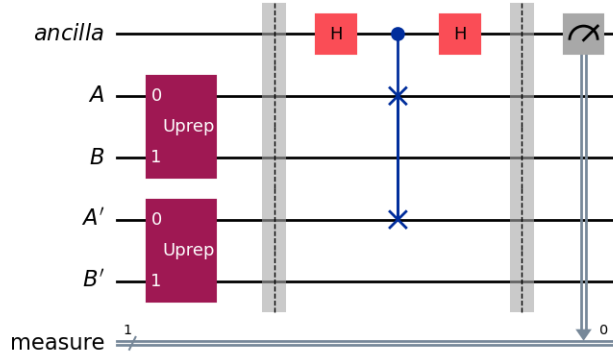 ancilla H H
A 0
Uprep
B 1
A' 0
Uprep
B' 1
measure 1 0